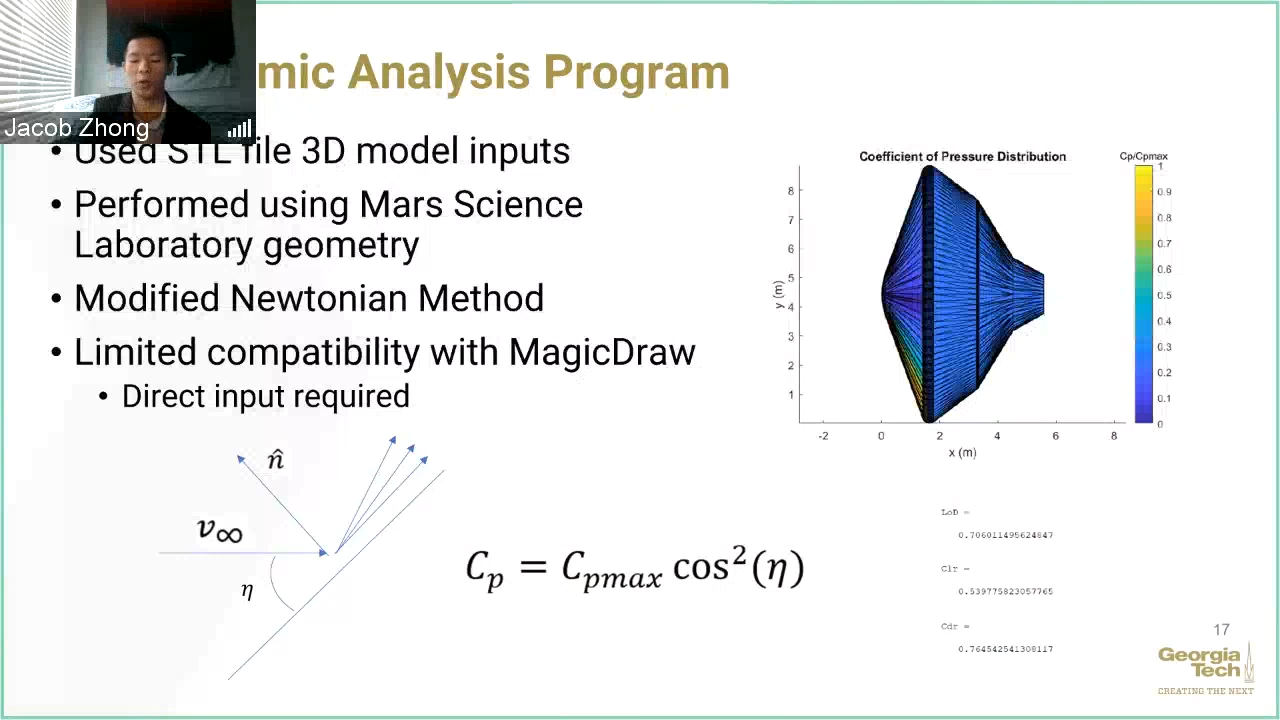 mic Analysis Program
Jacob Zhong
• Used STL file 3D model inputs
• Performed using Mars Science
Laboratory geometry
• Modified Newtonian Method
• Limited compatibility with MagicDraw
• Direct input required
n̂
v∞
η
Cp = Cpmax cos²(η)
Coefficient of Pressure Distribution
Cp/Cpmax
8
7
6
5
4
3
2
1
y (m)
-2 0 2 4 6 8
x (m)
1
0.9
0.8
0.7
0.6
0.5
0.4
0.3
0.2
0.1
0
LoD =
0.706011495624847
Clr =
0.539775823057765
Cdr =
0.764542541308117
17
Georgia
Tech
CREATING THE NEXT